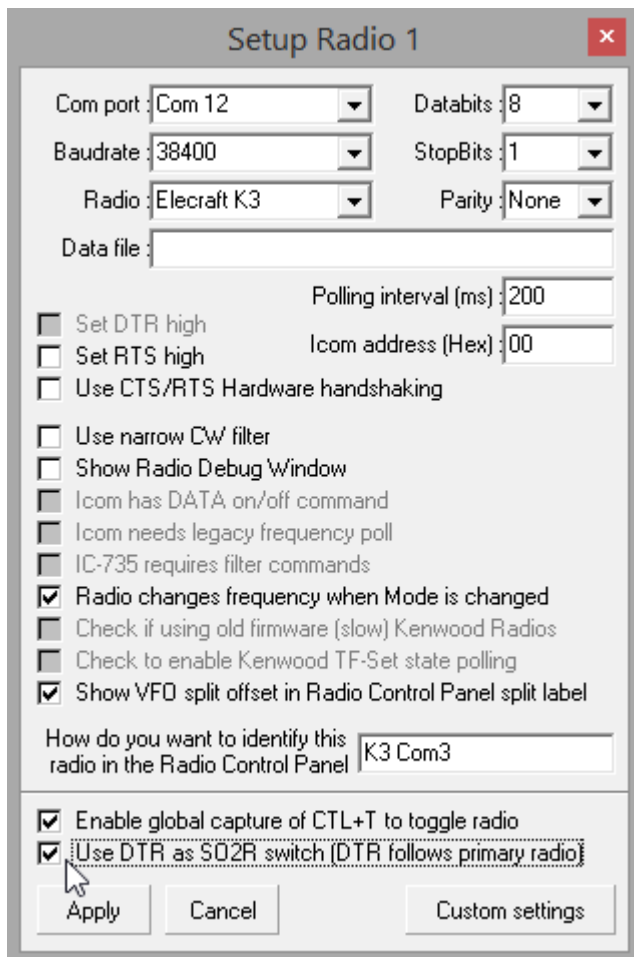 Setup Radio 1
Com port : Com 12 Databits : 8
Baudrate : 38400 StopBits : 1
Radio : Elecraft K3 Parity : None
Data file :
Polling interval (ms) : 200
Set DTR high
Icom address (Hex) : 00
Set RTS high
Use CTS/RTS Hardware handshaking
Use narrow CW filter
Show Radio Debug Window
Icom has DATA on/off command
Icom needs legacy frequency poll
IC-735 requires filter commands
Radio changes frequency when Mode is changed
Check if using old firmware (slow) Kenwood Radios
Check to enable Kenwood TF-Set state polling
Show VFO split offset in Radio Control Panel split label
How do you want to identify this
radio in the Radio Control Panel
K3 Com3
Enable global capture of CTL+T to toggle radio
Use DTR as SO2R switch (DTR follows primary radio)
Apply Cancel Custom settings